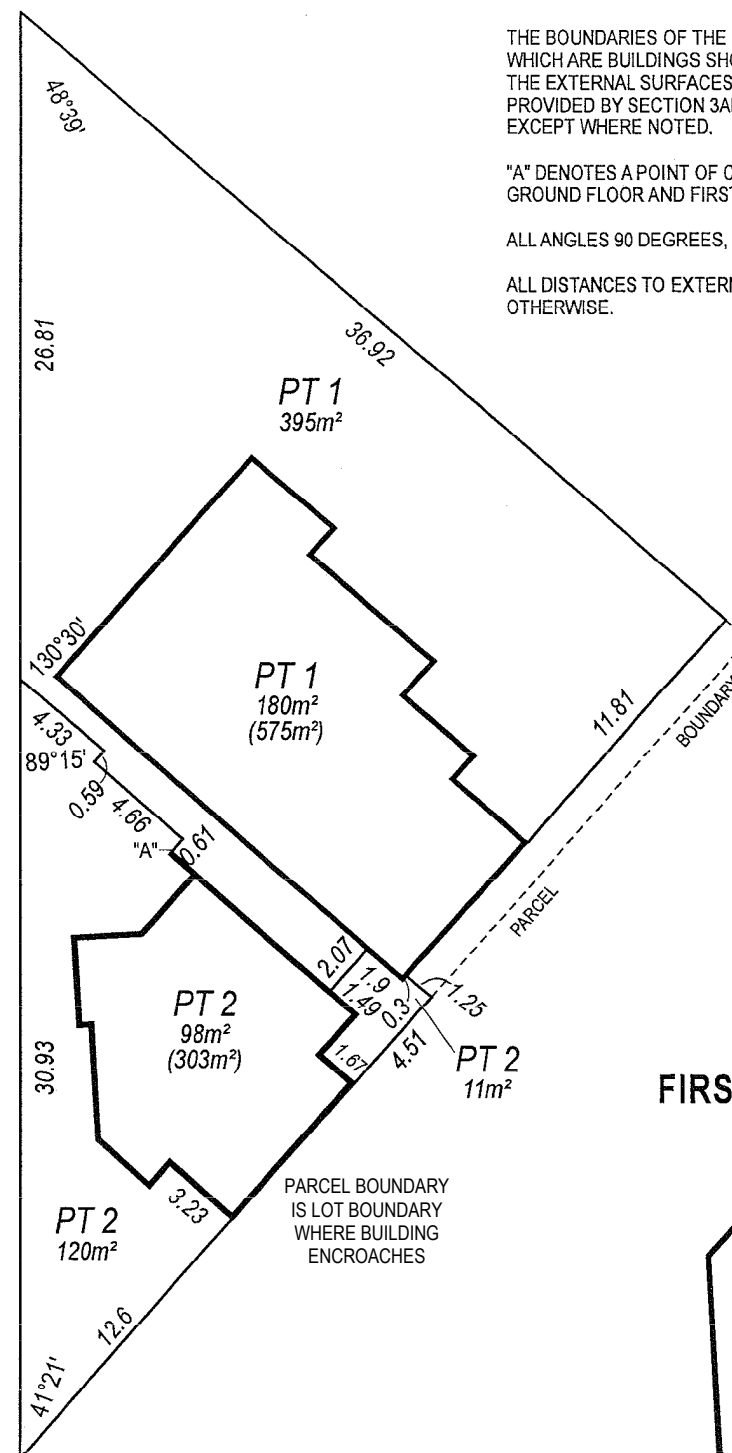 THE BOUNDARIES OF THE
WHICH ARE BUILDINGS
THE EXTERNAL SURFACES
PROVIDED BY SECTION
EXCEPT WHERE NOTED.
"A" DENOTES A POINT OF
GROUND FLOOR AND FIRST
ALL ANGLES 90 DEGREES,
ALL DISTANCES TO
OTHERWISE.
48°39'
26.81
36.92
PT 1
395m²
130°30'
PT 1
180m²
(575m²)
11.81
BOUNDARY
PARCEL
4.33
89°15'
0.59
4.66
"A"
0.61
2.07
1.9
1.49
0.3
1.25
1.67
4.51
PT 2
11m²
PT 2
98m²
(303m²)
30.93
3.23
PT 2
120m²
PARCEL BOUNDARY
IS LOT BOUNDARY
WHERE BUILDING
ENCROACHES
12.6
41°21'